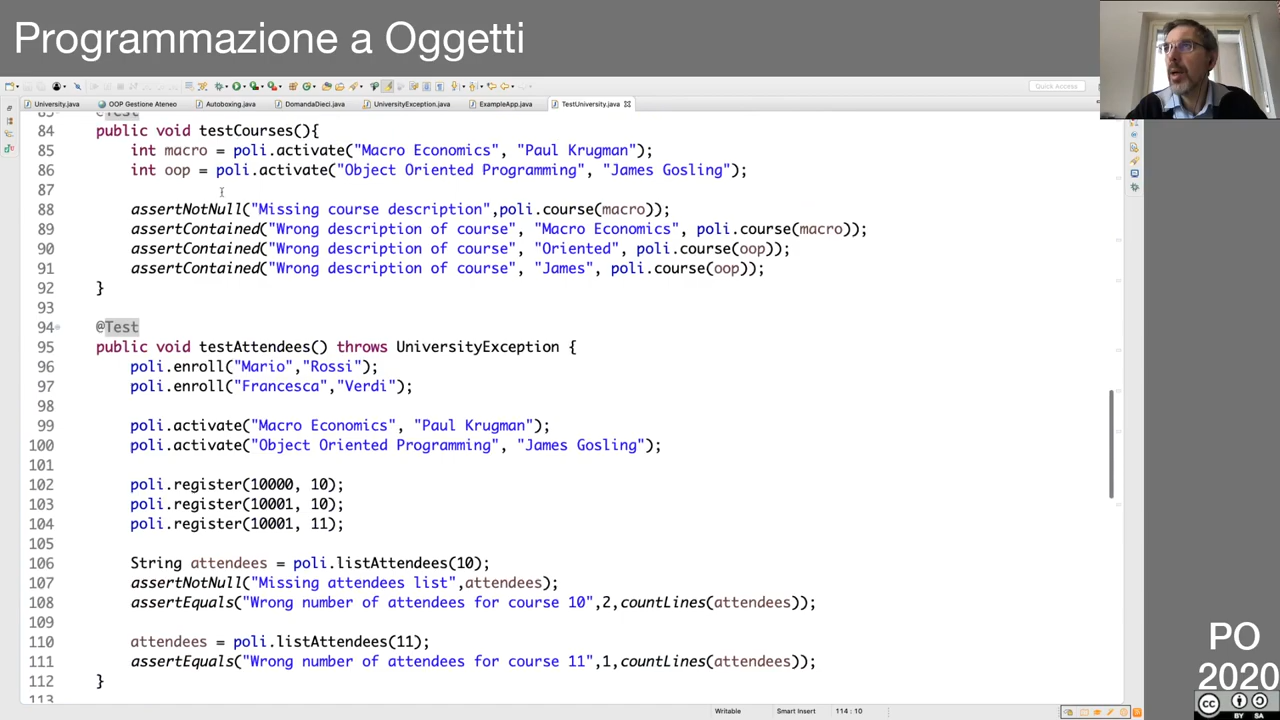 Programmazione a Oggetti
Quick Access
University.java
OOP Gestione Ateneo
Autoboxing.java
DomandaDieci.java
UniversityException.java
ExampleApp.java
TestUniversity.java
83 @Test
84 public void testCourses(){
85 int macro = poli.activate("Macro Economics", "Paul Krugman");
86 int oop = poli.activate("Object Oriented Programming", "James Gosling");
87
88 assertNotNull("Missing course description",poli.course(macro));
89 assertContained("Wrong description of course", "Macro Economics", poli.course(macro));
90 assertContained("Wrong description of course", "Oriented", poli.course(oop));
91 assertContained("Wrong description of course", "James", poli.course(oop));
92 }
93
94 @Test
95 public void testAttendees() throws UniversityException {
96 poli.enroll("Mario","Rossi");
97 poli.enroll("Francesca","Verdi");
98
99 poli.activate("Macro Economics", "Paul Krugman");
100 poli.activate("Object Oriented Programming", "James Gosling");
101
102 poli.register(10000, 10);
103 poli.register(10001, 10);
104 poli.register(10001, 11);
105
106 String attendees = poli.listAttendees(10);
107 assertNotNull("Missing attendees list",attendees);
108 assertEquals("Wrong number of attendees for course 10",2,countLines(attendees));
109
110 attendees = poli.listAttendees(11);
111 assertEquals("Wrong number of attendees for course 11",1,countLines(attendees));
112 }
113
Writable
Smart Insert
114 : 10
PO
2020
CC
BY SA